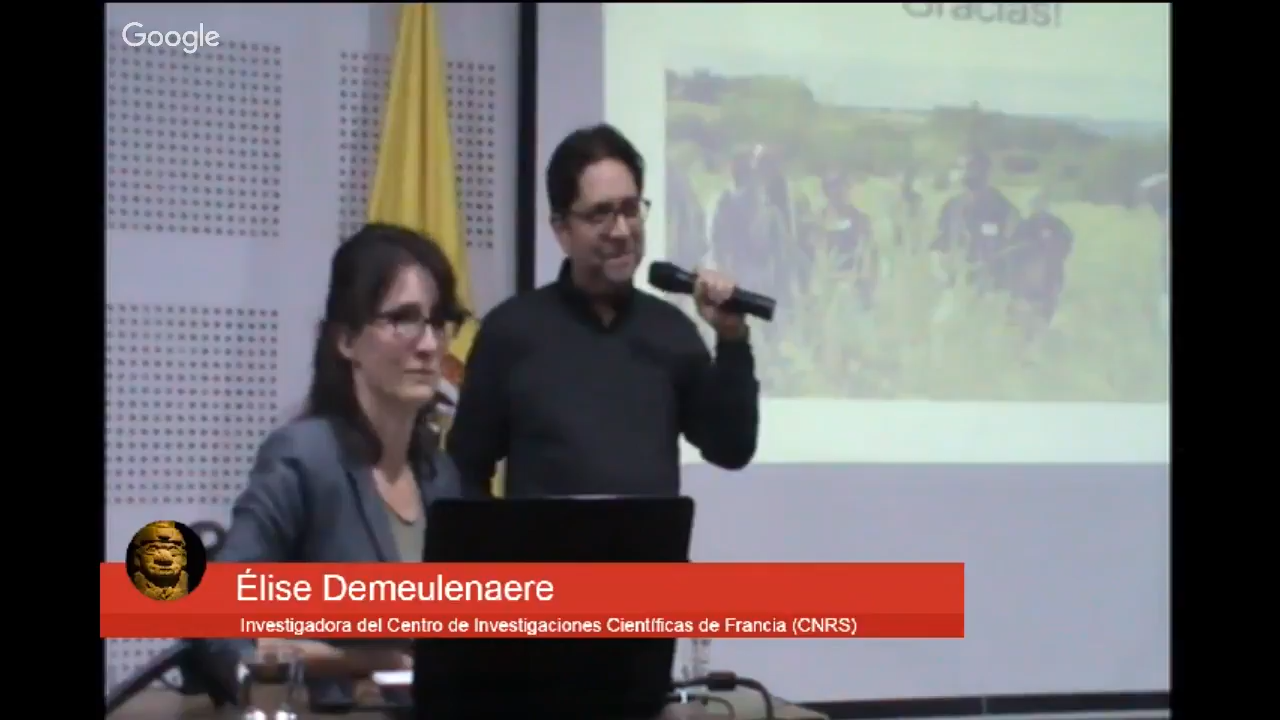 Google
Gracias!
Élise Demeulenaere
Investigadora del Centro de Investigaciones Científicas de Francia (CNRS)